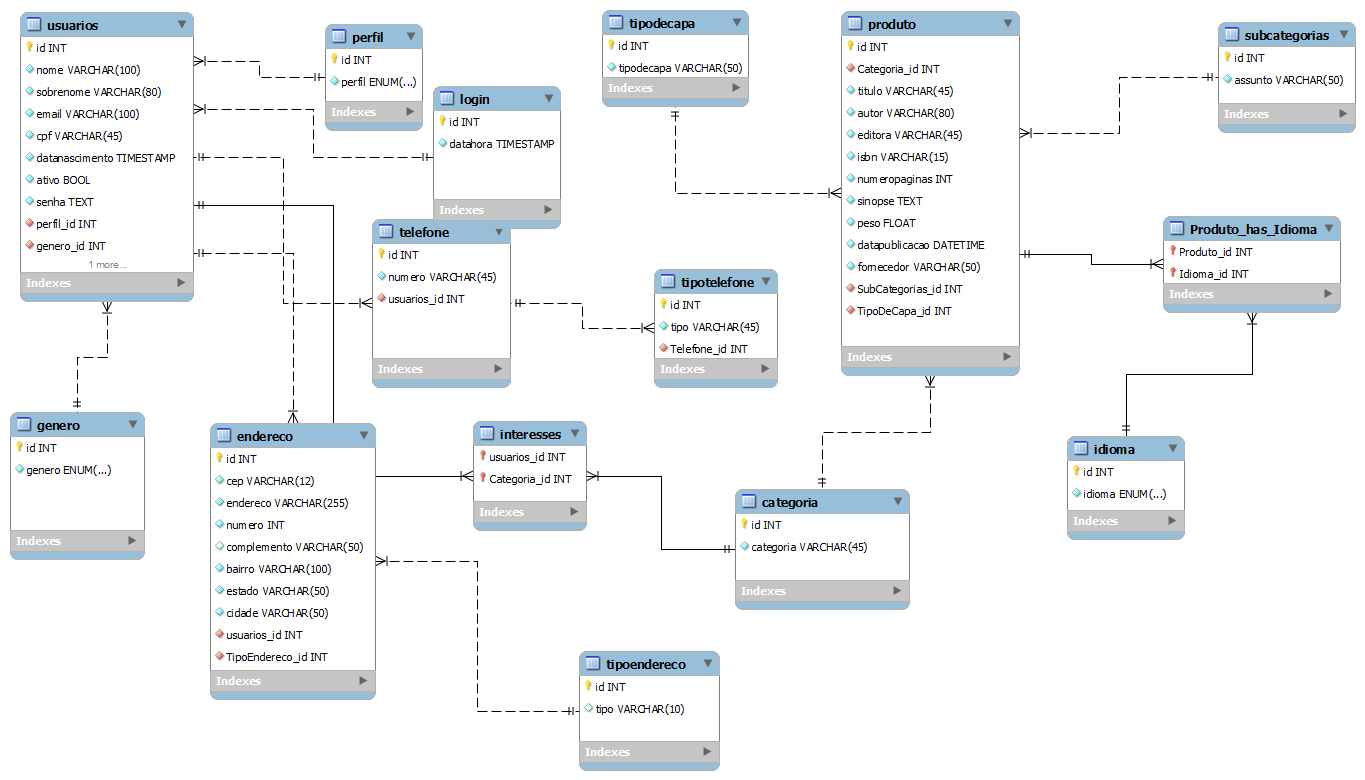 usuarios
id INT
nome VARCHAR(100)
sobrenome VARCHAR(80)
email VARCHAR(100)
cpf VARCHAR(45)
datanascimento TIMESTAMP
ativo BOOL
senha TEXT
perfil_id INT
genero_id INT
1 more...
Indexes
perfil
id INT
perfil ENUM(...)
Indexes
login
id INT
datahora TIMESTAMP
Indexes
tipodecapa
id INT
tipodecapa VARCHAR(50)
Indexes
produto
id INT
Categoria_id INT
titulo VARCHAR(45)
autor VARCHAR(80)
editora VARCHAR(45)
isbn VARCHAR(15)
numeropaginas INT
sinopse TEXT
peso FLOAT
datapublicacao DATETIME
fornecedor VARCHAR(50)
SubCategorias_id INT
TipoDeCapa_id INT
Indexes
subcategorias
id INT
assunto VARCHAR(50)
Indexes
telefone
id INT
numero VARCHAR(45)
usuarios_id INT
Indexes
tipotelefone
id INT
tipo VARCHAR(45)
Telefone_id INT
Indexes
Produto_has_Idioma
Produto_id INT
Idioma_id INT
Indexes
genero
id INT
genero ENUM(...)
Indexes
endereco
id INT
cep VARCHAR(12)
endereco VARCHAR(255)
numero INT
complemento VARCHAR(50)
bairro VARCHAR(100)
estado VARCHAR(50)
cidade VARCHAR(50)
usuarios_id INT
TipoEndereco_id INT
Indexes
interesses
usuarios_id INT
Categoria_id INT
Indexes
categoria
id INT
categoria VARCHAR(45)
Indexes
idioma
id INT
idioma ENUM(...)
Indexes
tipoendereco
id INT
tipo VARCHAR(10)
Indexes